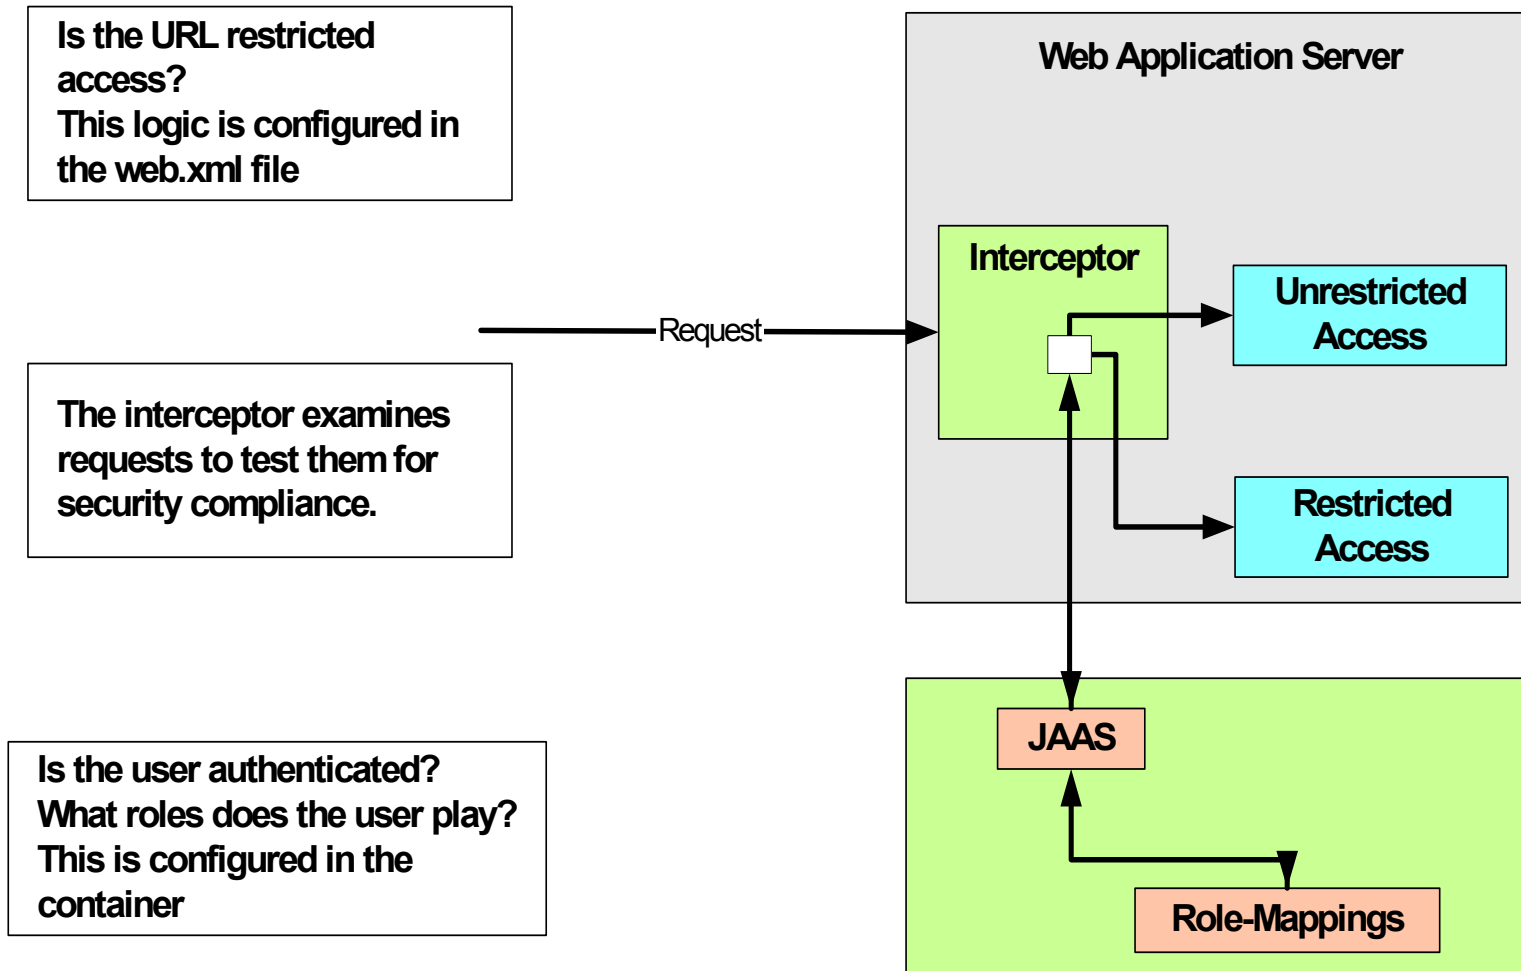 Is the URL restricted
access?
This logic is configured in
the web.xml file
Web Application Server
Interceptor
Unrestricted
Access
Request
The interceptor examines
requests to test them for
security compliance.
Restricted
Access
JAAS
Is the user authenticated?
What roles does the user play?
This is configured in the
container
Role-Mappings